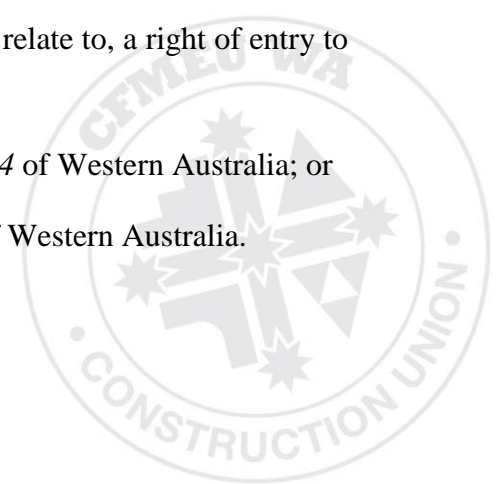 relate to, a right of entry to
4 of Western Australia; or
Western Australia.
CFMEU WA
• CONSTRUCTION UNION •